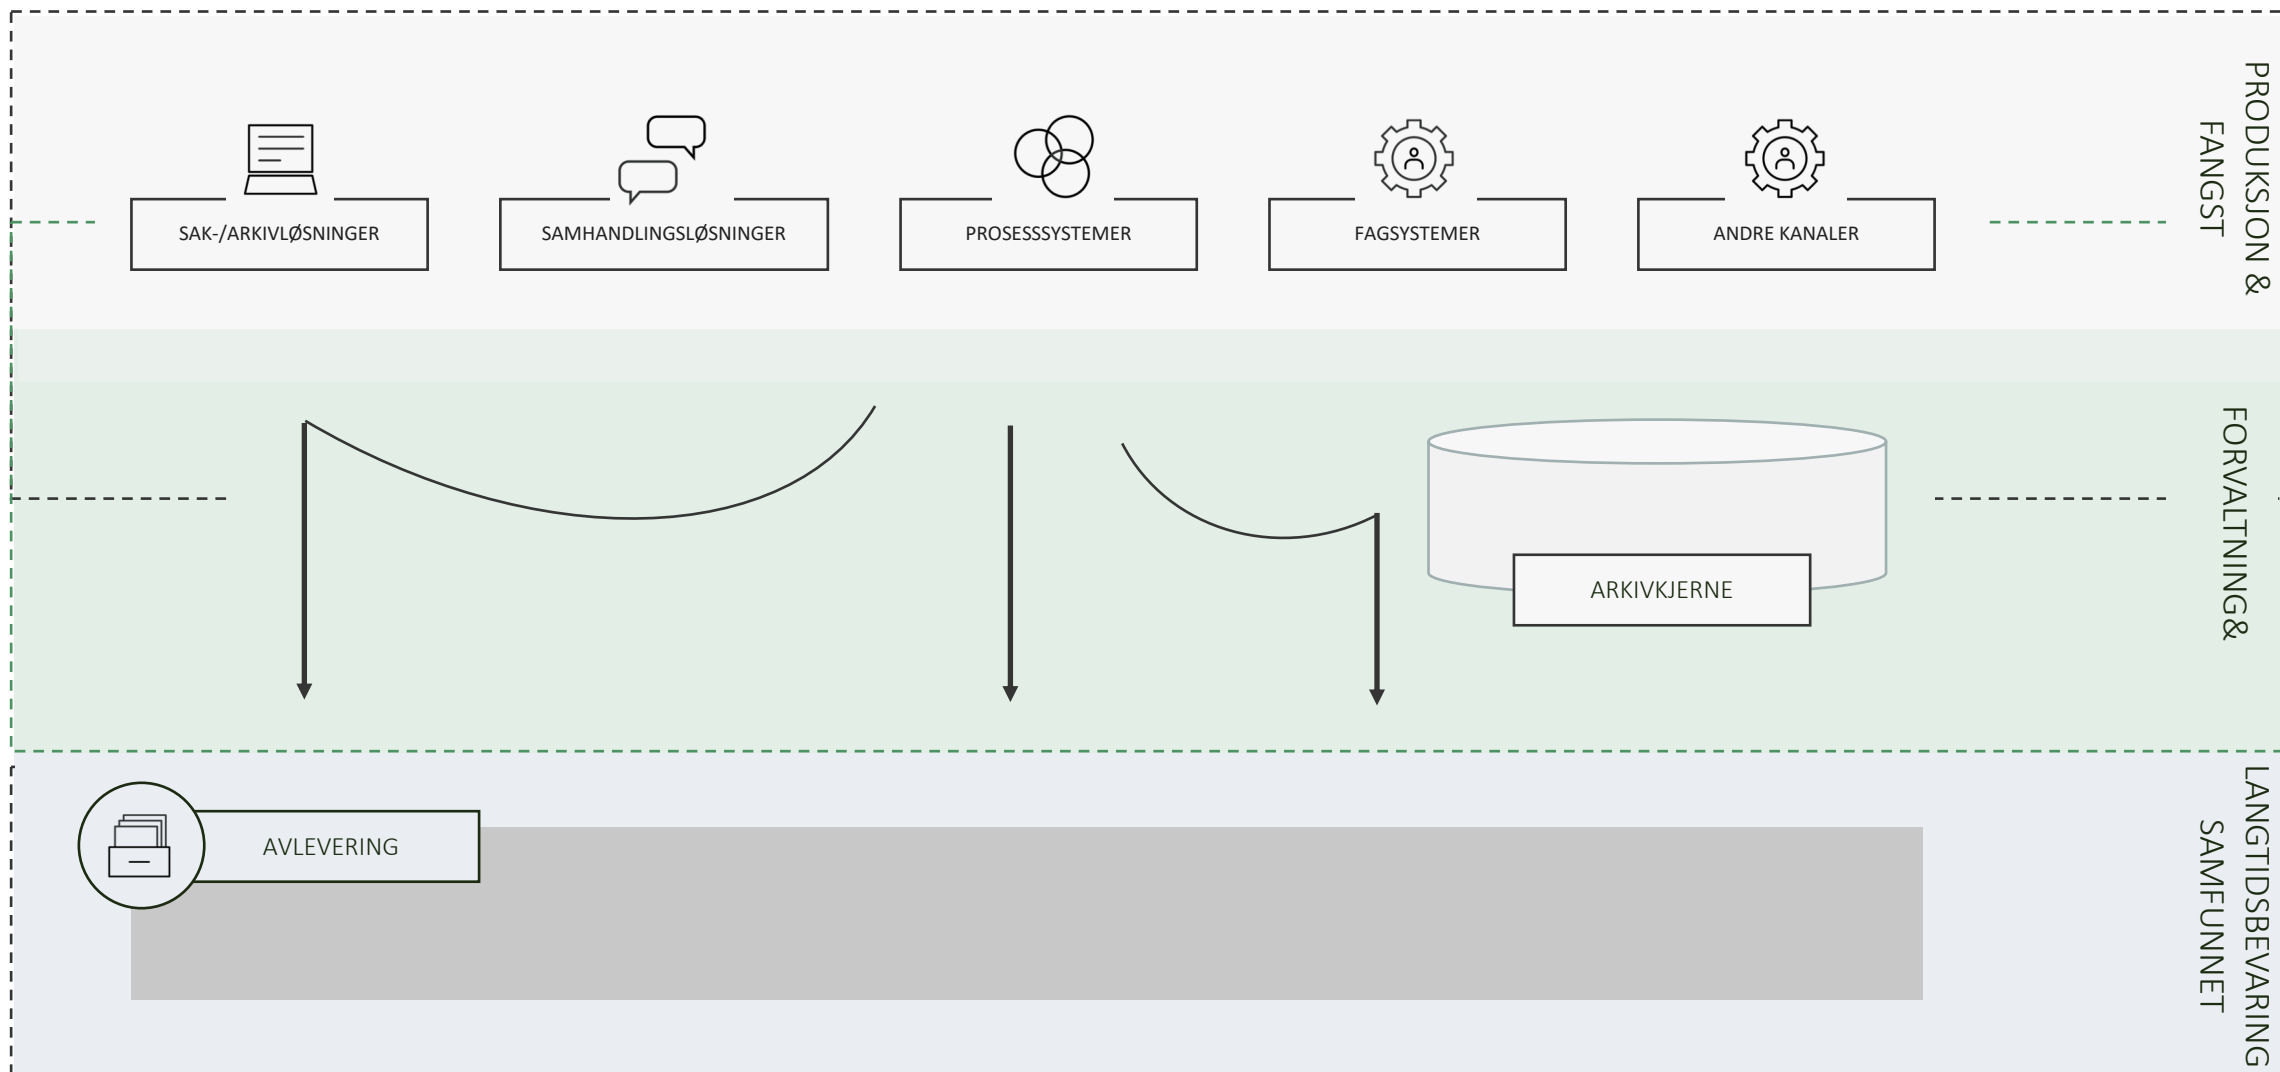 SAK-/ARKIVLØSNINGER
SAMHANDLINGSLØSNINGER
PROSESSSYSTEMER
FAGSYSTEMER
ANDRE KANALER
PRODUKSJON &
FANGST
ARKIVKJERNE
FORVALTNING&
AVLEVERING
LANGTIDSBEVARING
SAMFUNNET